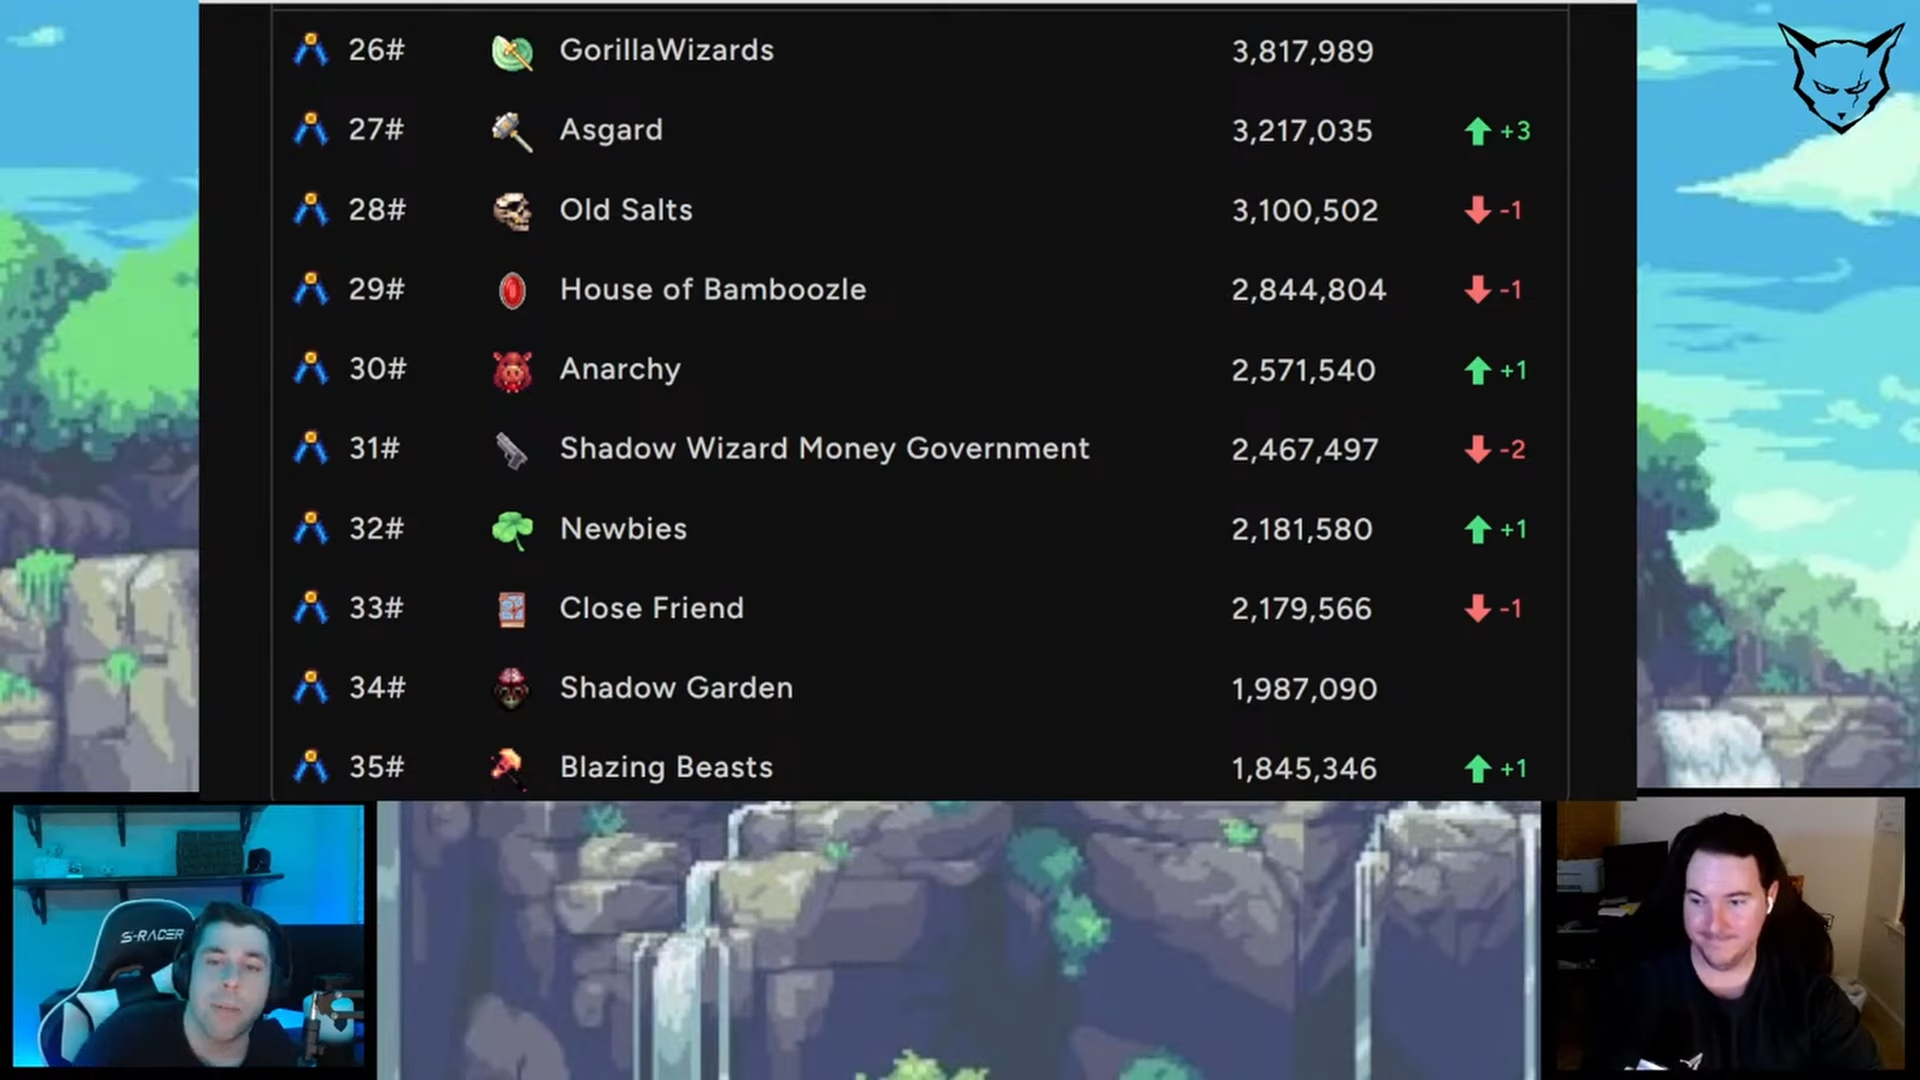 26# GorillaWizards 3,817,989
27# Asgard 3,217,035 +3
28# Old Salts 3,100,502 -1
29# House of Bamboozle 2,844,804 -1
30# Anarchy 2,571,540 +1
31# Shadow Wizard Money Government 2,467,497 -2
32# Newbies 2,181,580 +1
33# Close Friend 2,179,566 -1
34# Shadow Garden 1,987,090
35# Blazing Beasts 1,845,346 +1
S-RACER